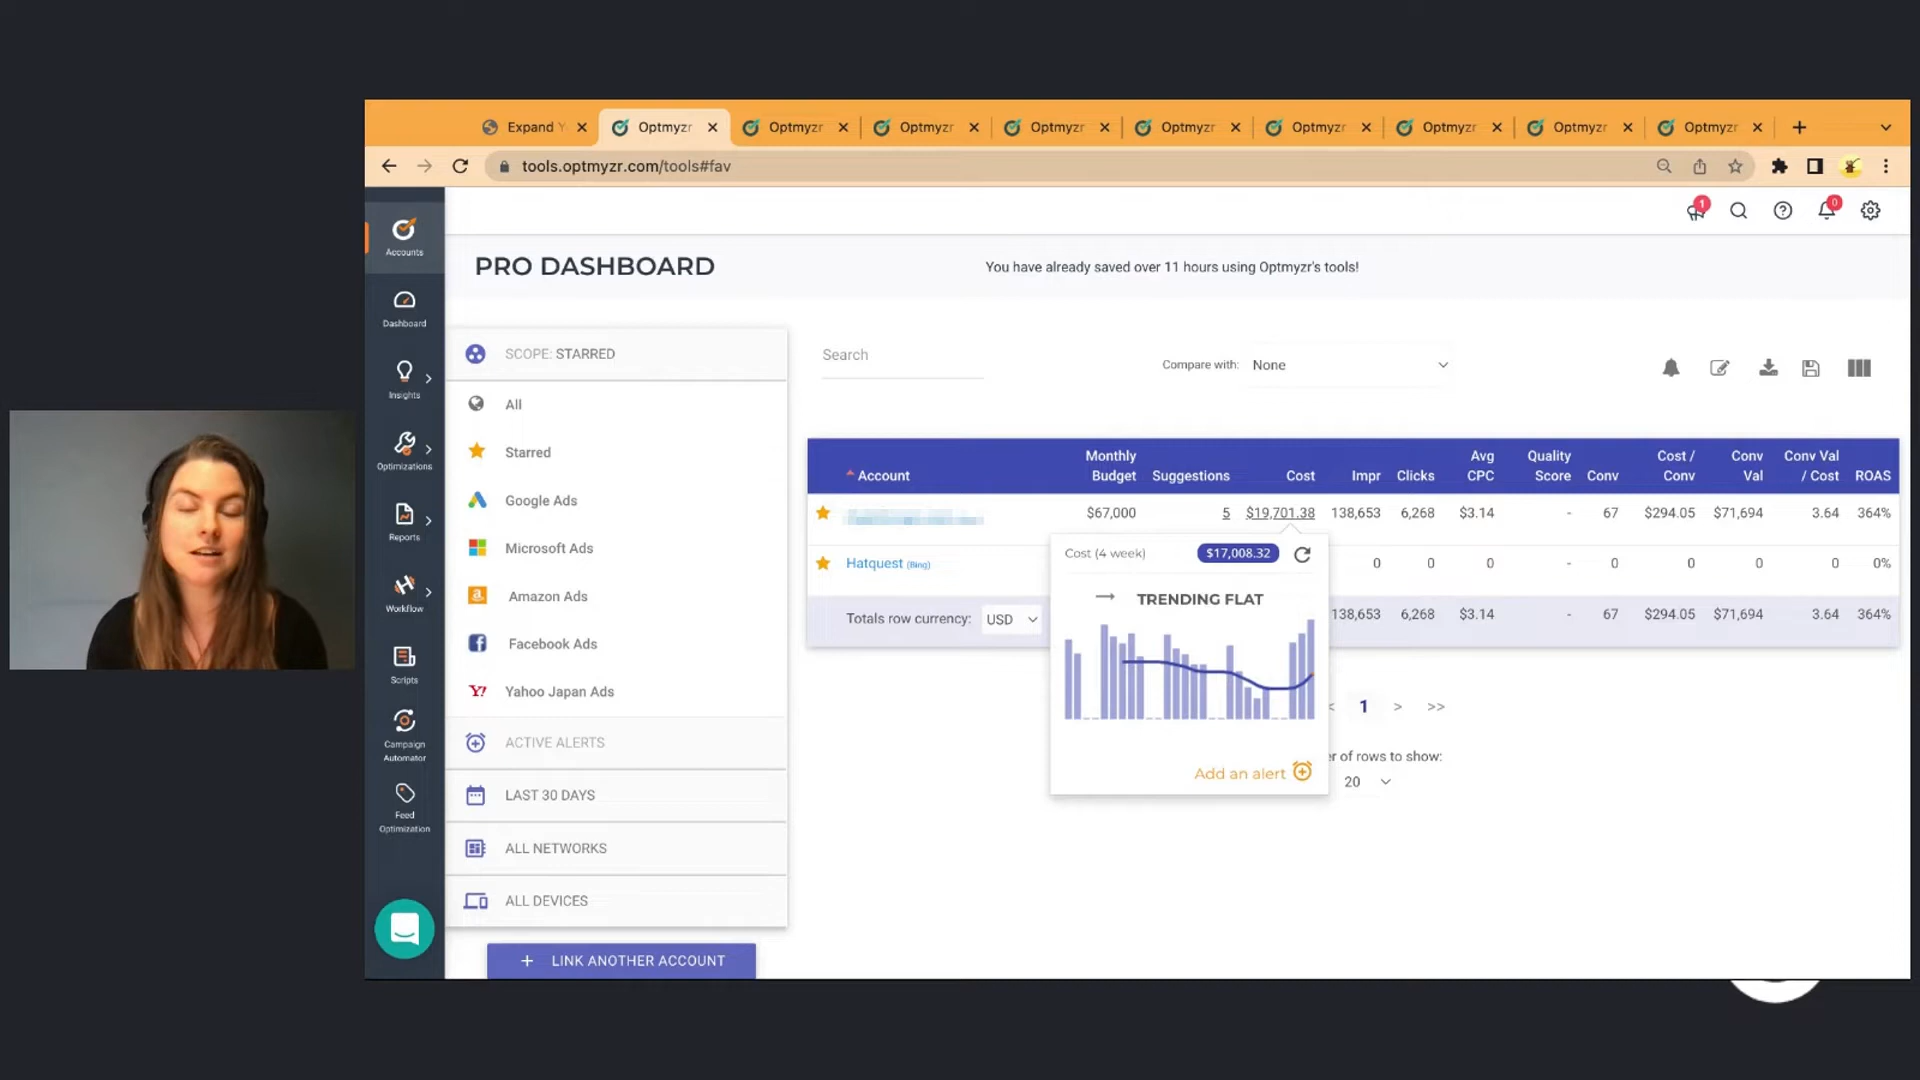 Expand Y
Optmyzr
Optmyzr
Optmyzr
Optmyzr
Optmyzr
Optmyzr
Optmyzr
Optmyzr
Optmyzr
tools.optmyzr.com/tools#fav
Accounts
Dashboard
Insights
Optimizations
Reports
Workflow
Scripts
Campaign
Automator
Feed
Optimization
1
0
PRO DASHBOARD
You have already saved over 11 hours using Optmyzr's tools!
SCOPE: STARRED
All
Starred
Google Ads
Microsoft Ads
Amazon Ads
Facebook Ads
Yahoo Japan Ads
ACTIVE ALERTS
LAST 30 DAYS
ALL NETWORKS
ALL DEVICES
+ LINK ANOTHER ACCOUNT
Search
Compare with: None
Account Monthly Budget Suggestions Cost Impr Clicks Avg CPC Quality Score Conv Cost / Conv Conv Val Conv Val / Cost ROAS
$67,000 5 $19,701.38 138,653 6,268 $3.14 - 67 $294.05 $71,694 3.64 364%
Hatquest (Bing) 0 0 0 - 0 0 0 0 0%
Totals row currency: USD 138,653 6,268 $3.14 - 67 $294.05 $71,694 3.64 364%
Cost (4 week) $17,008.32
TRENDING FLAT
Add an alert
1 > >>
er of rows to show:
20